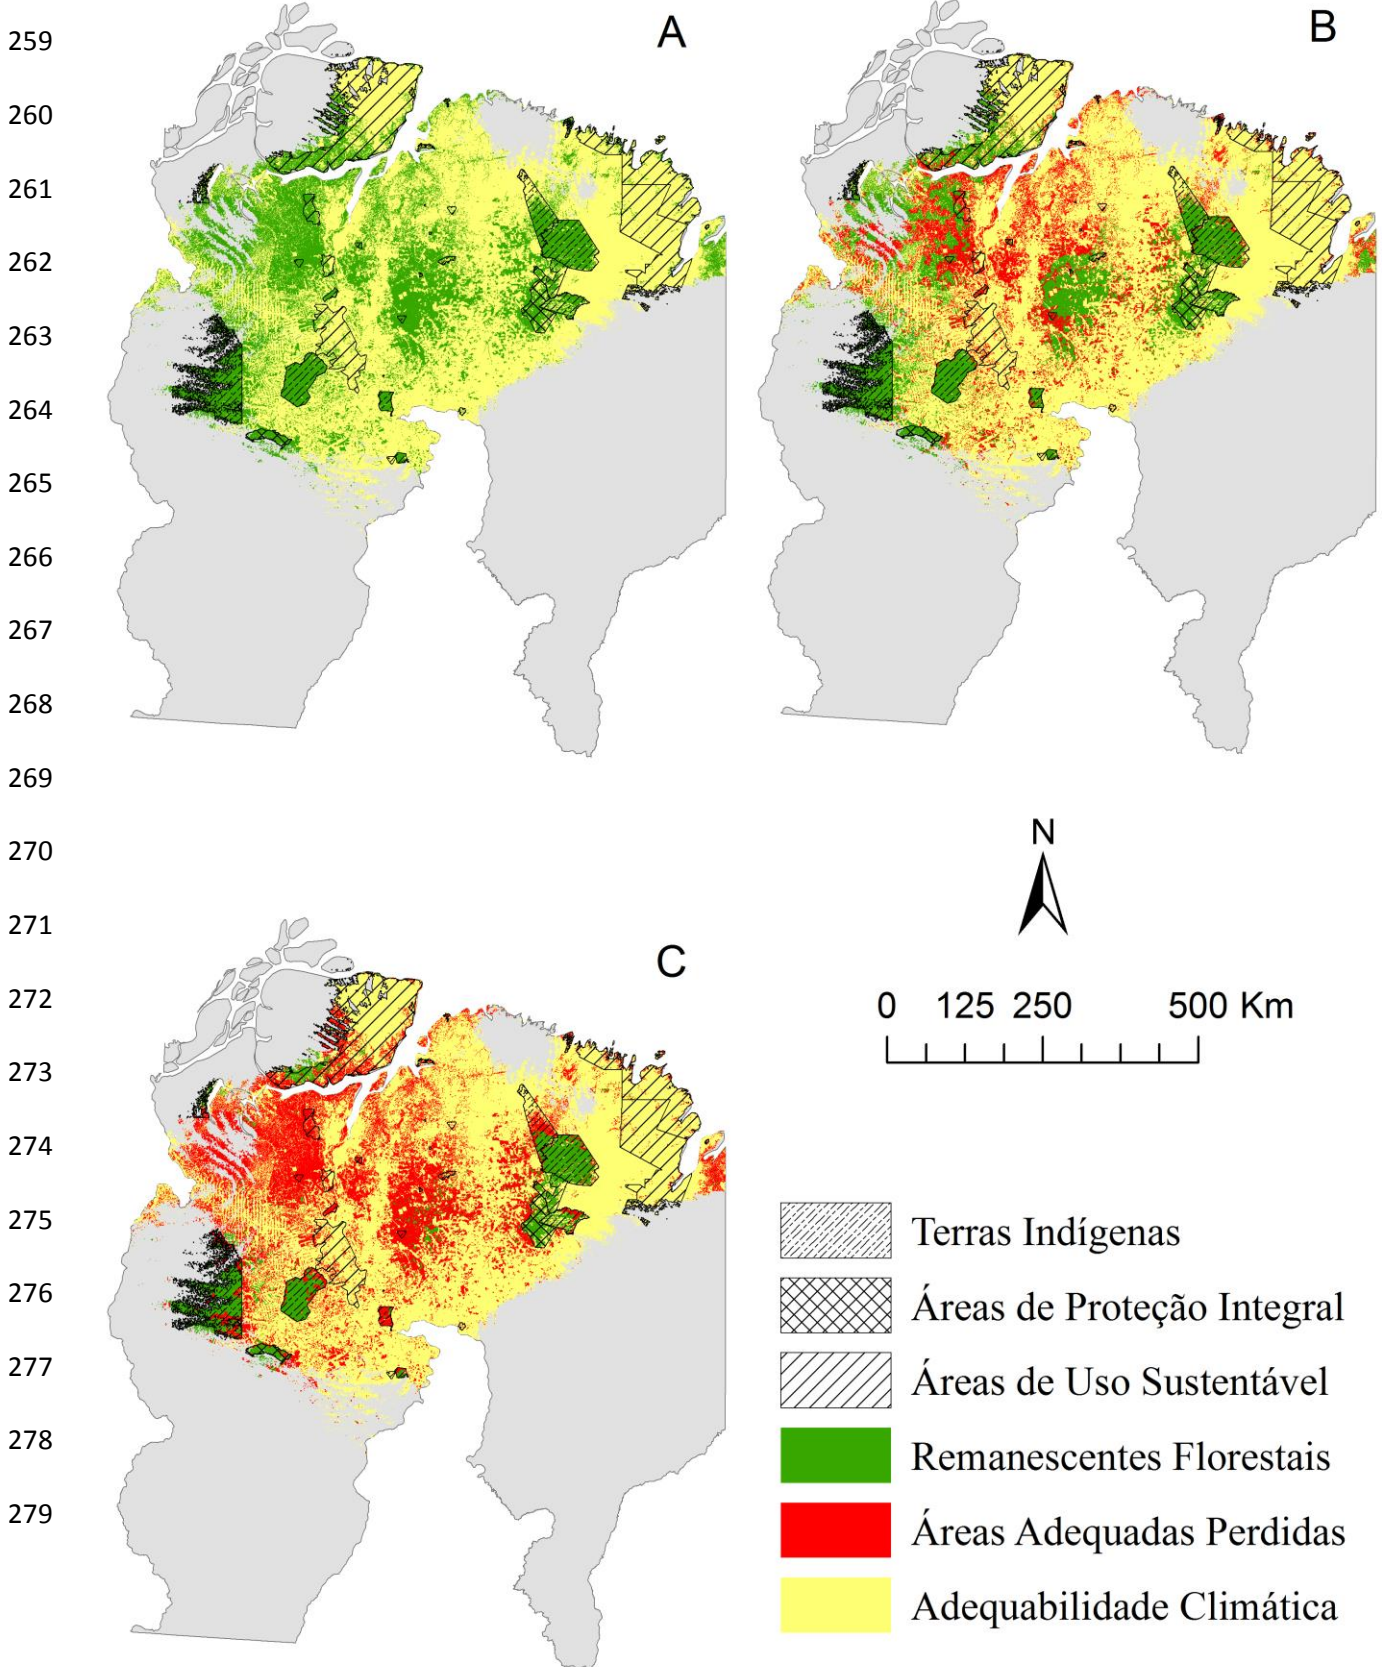 A
B
259
260
261
262
263
264
265
266
267
268
269
270
N
271
C
272
0 125 250 500 Km
273
274
275
Terras Indígenas
276
Áreas de Proteção Integral
277
Áreas de Uso Sustentável
278
Remanescentes Florestais
279
Áreas Adequadas Perdidas
Adequabilidade Climática